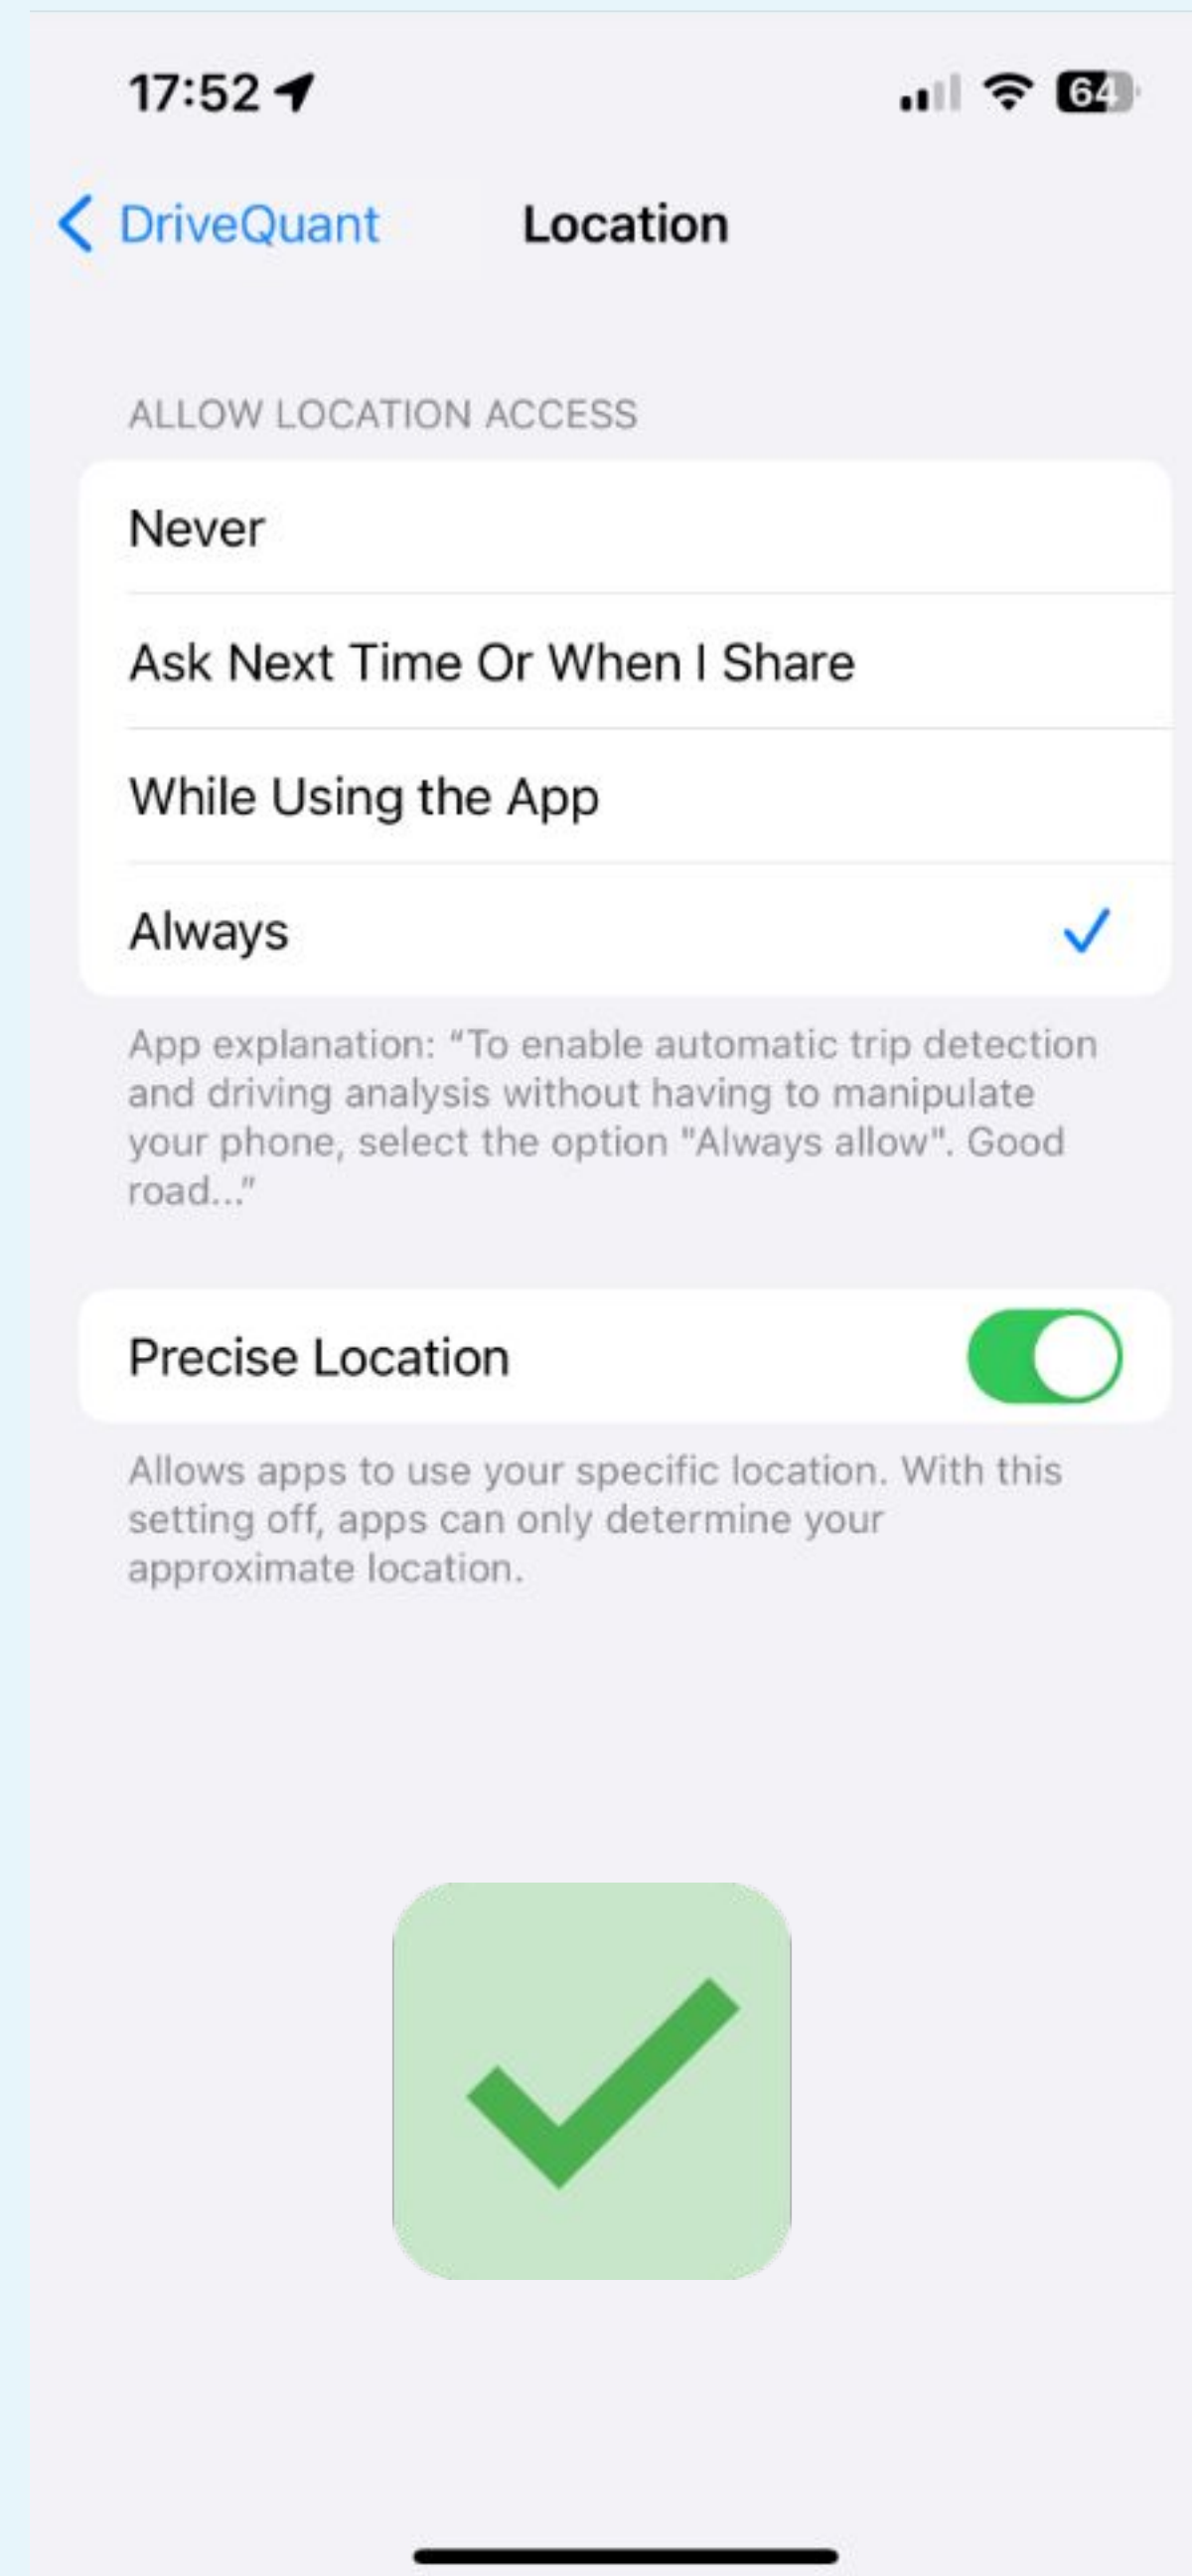 17:52
64
DriveQuant
Location
ALLOW LOCATION ACCESS
Never
Ask Next Time Or When I Share
While Using the App
Always
App explanation: “To enable automatic trip detection
and driving analysis without having to manipulate
your phone, select the option "Always allow". Good
road...”
Precise Location
Allows apps to use your specific location. With this
setting off, apps can only determine your
approximate location.